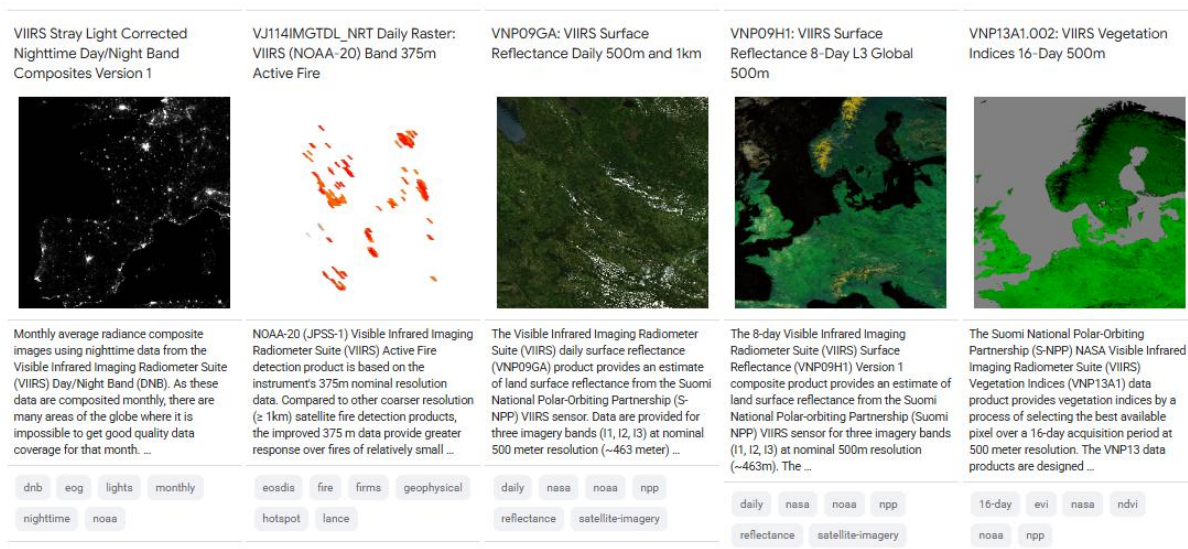 VIIRS Stray Light Corrected
Nighttime Day/Night Band
Composites Version 1
Monthly average radiance composite
images using nighttime data from the
Visible Infrared Imaging Radiometer Suite
(VIIRS) Day/Night Band (DNB). As these
data are composited monthly, there are
many areas of the globe where it is
impossible to get good quality data
coverage for that month. ...
dnb eog lights monthly
nighttime noaa
VJ114IMGTDL_NRT Daily Raster:
VIIRS (NOAA-20) Band 375m
Active Fire
NOAA-20 (JPSS-1) Visible Infrared Imaging
Radiometer Suite (VIIRS) Active Fire
detection product is based on the
instrument's 375m nominal resolution
data. Compared to other coarser resolution
(≥ 1km) satellite fire detection products,
the improved 375 m data provide greater
response over fires of relatively small ...
eosdis fire firms geophysical
hotspot lance
VNP09GA: VIIRS Surface
Reflectance Daily 500m and 1km
The Visible Infrared Imaging Radiometer
Suite (VIIRS) daily surface reflectance
(VNP09GA) product provides an estimate
of land surface reflectance from the Suomi
National Polar-Orbiting Partnership (S-
NPP) VIIRS sensor. Data are provided for
three imagery bands (I1, I2, I3) at nominal
500 meter resolution (~463 meter) ...
daily nasa noaa npp
reflectance satellite-imagery
VNP09H1: VIIRS Surface
Reflectance 8-Day L3 Global
500m
The 8-day Visible Infrared Imaging
Radiometer Suite (VIIRS) Surface
Reflectance (VNP09H1) Version 1
composite product provides an estimate of
land surface reflectance from the Suomi
National Polar-orbiting Partnership (Suomi
NPP) VIIRS sensor for three imagery bands
(I1, I2, I3) at nominal 500m resolution
(~463m). The ...
daily nasa noaa npp
reflectance satellite-imagery
VNP13A1.002: VIIRS Vegetation
Indices 16-Day 500m
The Suomi National Polar-Orbiting
Partnership (S-NPP) NASA Visible Infrared
Imaging Radiometer Suite (VIIRS)
Vegetation Indices (VNP13A1) data
product provides vegetation indices by a
process of selecting the best available
pixel over a 16-day acquisition period at
500 meter resolution. The VNP13 data
products are designed ...
16-day evi nasa ndvi
noaa npp